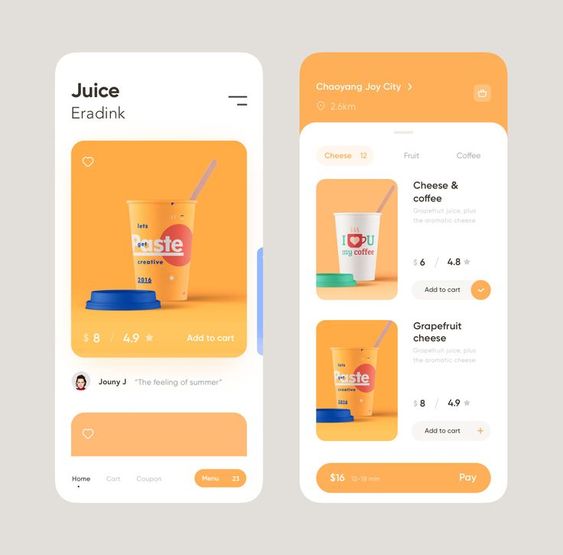 Juice
Eradink
lets
get
Paste
creative
2016
$ 8 / 4.9
Add to cart
Jouny J "The feeling of summer"
Home Cart Coupon Menu 23
Chaoyang Joy City >
2.6km
Cheese 12 Fruit Coffee
I U
my coffee
Cheese &
coffee
Grapefruit juice, plus
the aromatic cheese
$ 6 / 4.8
Add to cart
lets
get
Paste
creative
2016
Grapefruit
cheese
Grapefruit juice, plus
the aromatic cheese
$ 8 / 4.9
Add to cart +
$16 12-18 min Pay